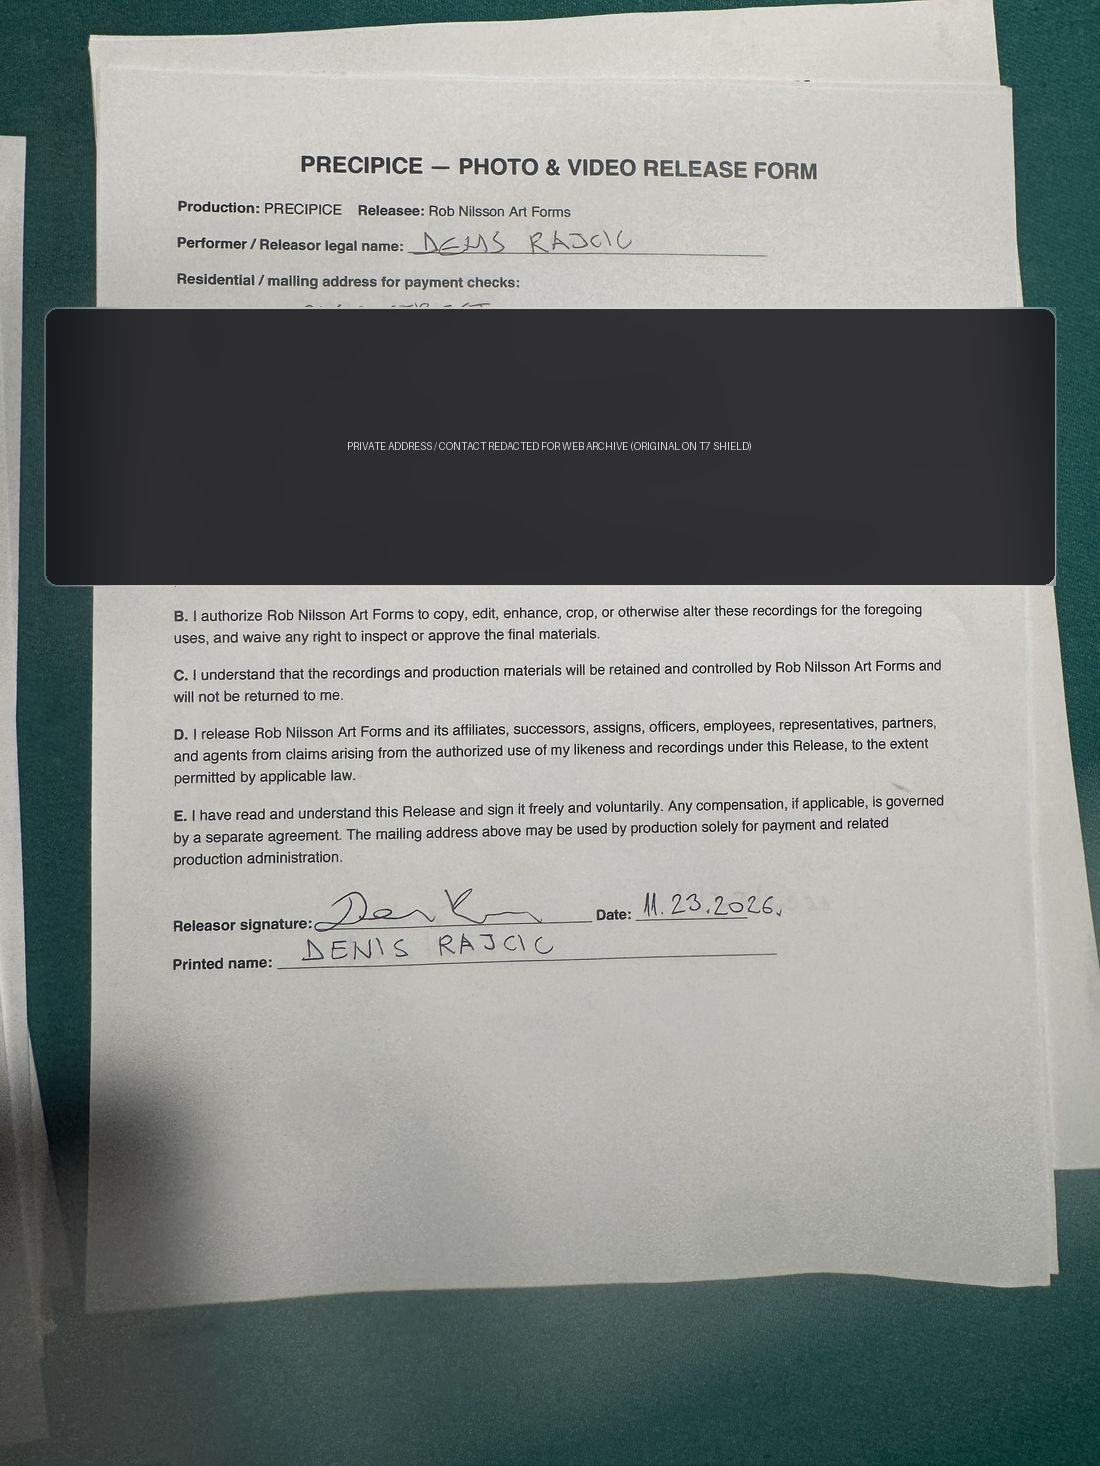 PRECIPICE — PHOTO & VIDEO RELEASE FORM
Production: PRECIPICE Releasee: Rob Nilsson Art Forms
Performer / Releasor legal name: DENIS RAJCIC
Residential / mailing address for payment checks:
PRIVATE ADDRESS / CONTACT REDACTED FOR WEB ARCHIVE (ORIGINAL ON T7 SHIELD)
B. I authorize Rob Nilsson Art Forms to copy, edit, enhance, crop, or otherwise alter these recordings for the foregoing
uses, and waive any right to inspect or approve the final materials.
C. I understand that the recordings and production materials will be retained and controlled by Rob Nilsson Art Forms and
will not be returned to me.
D. I release Rob Nilsson Art Forms and its affiliates, successors, assigns, officers, employees, representatives, partners,
and agents from claims arising from the authorized use of my likeness and recordings under this Release, to the extent
permitted by applicable law.
E. I have read and understand this Release and sign it freely and voluntarily. Any compensation, if applicable, is governed
by a separate agreement. The mailing address above may be used by production solely for payment and related
production administration.
Releasor signature: Date: 11.23.2026.
Printed name: DENIS RAJCIC